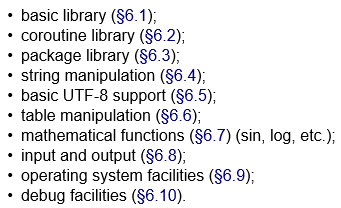 • basic library (§6.1);
• coroutine library (§6.2);
• package library (§6.3);
• string manipulation (§6.4);
• basic UTF-8 support (§6.5);
• table manipulation (§6.6);
• mathematical functions (§6.7) (sin, log, etc.);
• input and output (§6.8);
• operating system facilities (§6.9);
• debug facilities (§6.10).